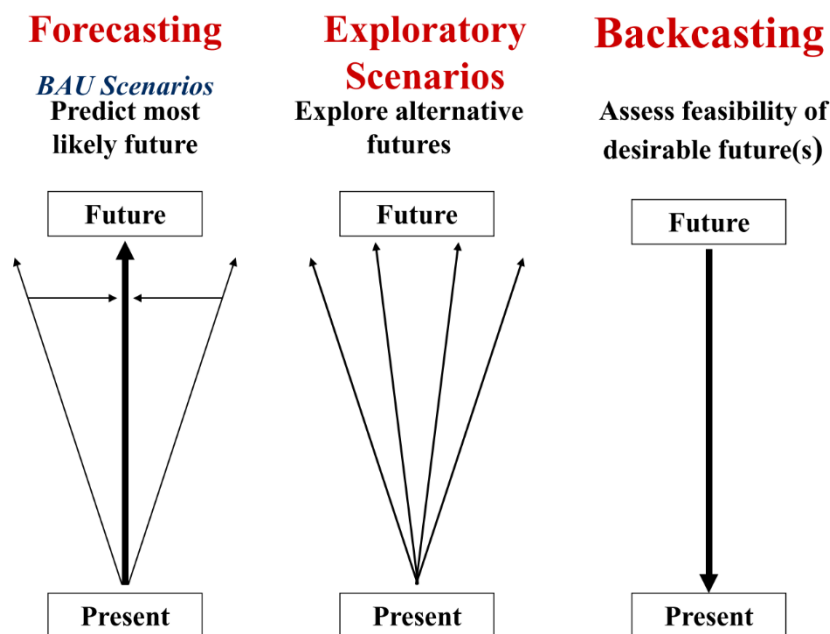 Forecasting
BAU Scenarios
Predict most
likely future
Future
Present
Exploratory
Scenarios
Explore alternative
futures
Future
Present
Backcasting
Assess feasibility of
desirable future(s)
Future
Present